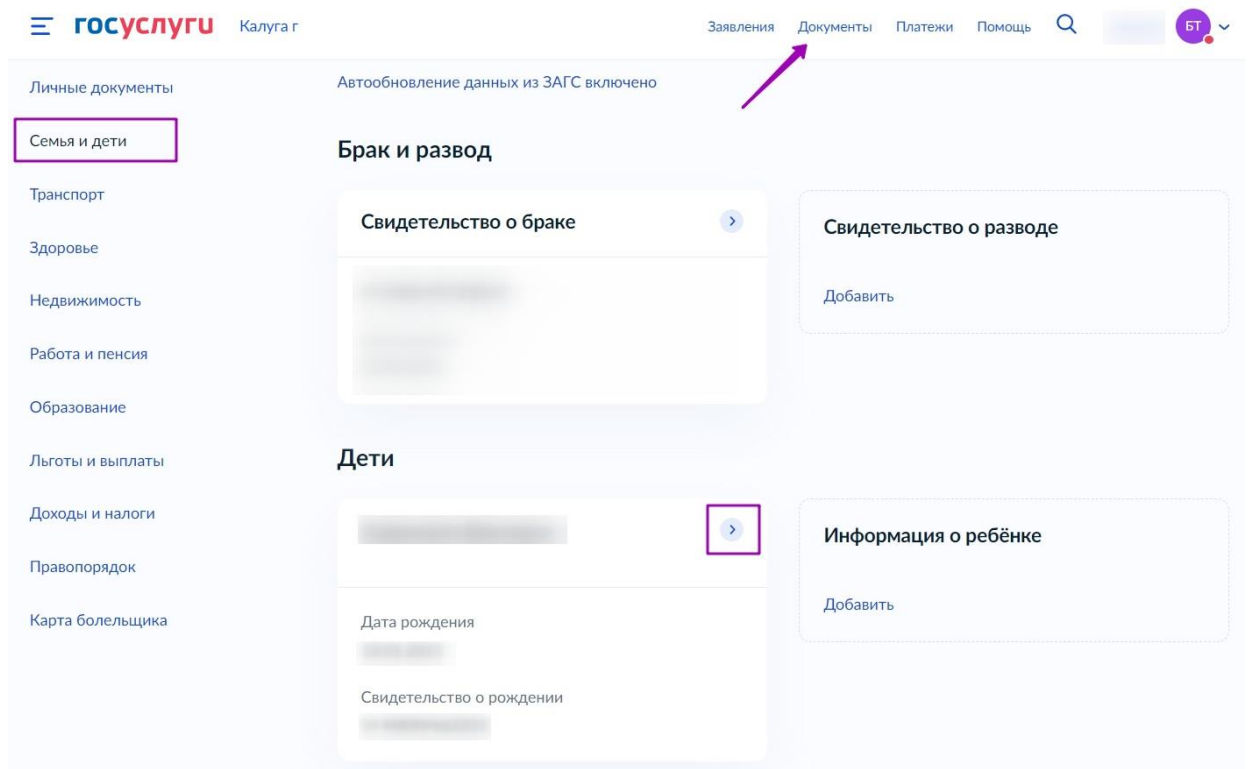 госуслуги Калуга г Заявления Документы Платежи Помощь БТ
Личные документы
Семья и дети
Транспорт
Здоровье
Недвижимость
Работа и пенсия
Образование
Льготы и выплаты
Доходы и налоги
Правопорядок
Карта болельщика
Автообновление данных из ЗАГС включено
Брак и развод
Свидетельство о браке
Свидетельство о разводе
Добавить
Дети
Дата рождения
Свидетельство о рождении
Информация о ребёнке
Добавить